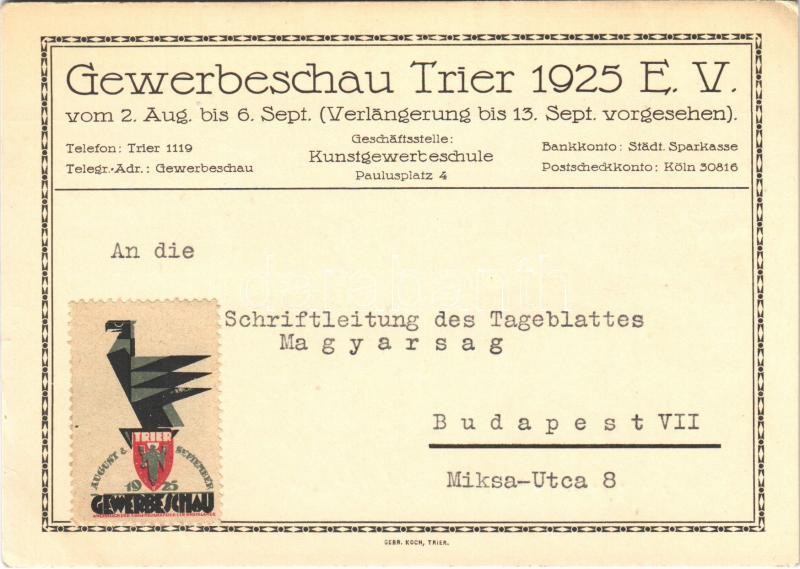 Gewerbeschau Trier 1925 E. V.
vom 2. Aug. bis 6. Sept. (Verlängerung bis 13. Sept. vorgesehen).
Telefon: Trier 1119
Telegr.-Adr.: Gewerbeschau
Geschäftsstelle:
Kunstgewerbeschule
Paulusplatz 4
Bankkonto: Städt. Sparkasse
Postscheckkonto: Köln 30816
An die
Schriftleitung des Tageblattes
Magyarsag
Budapest VII
Miksa-Utca 8
TRIER
AUGUST & SEPTEMBER
1925
GEWERBESCHAU
GEBR. KOCH, TRIER.